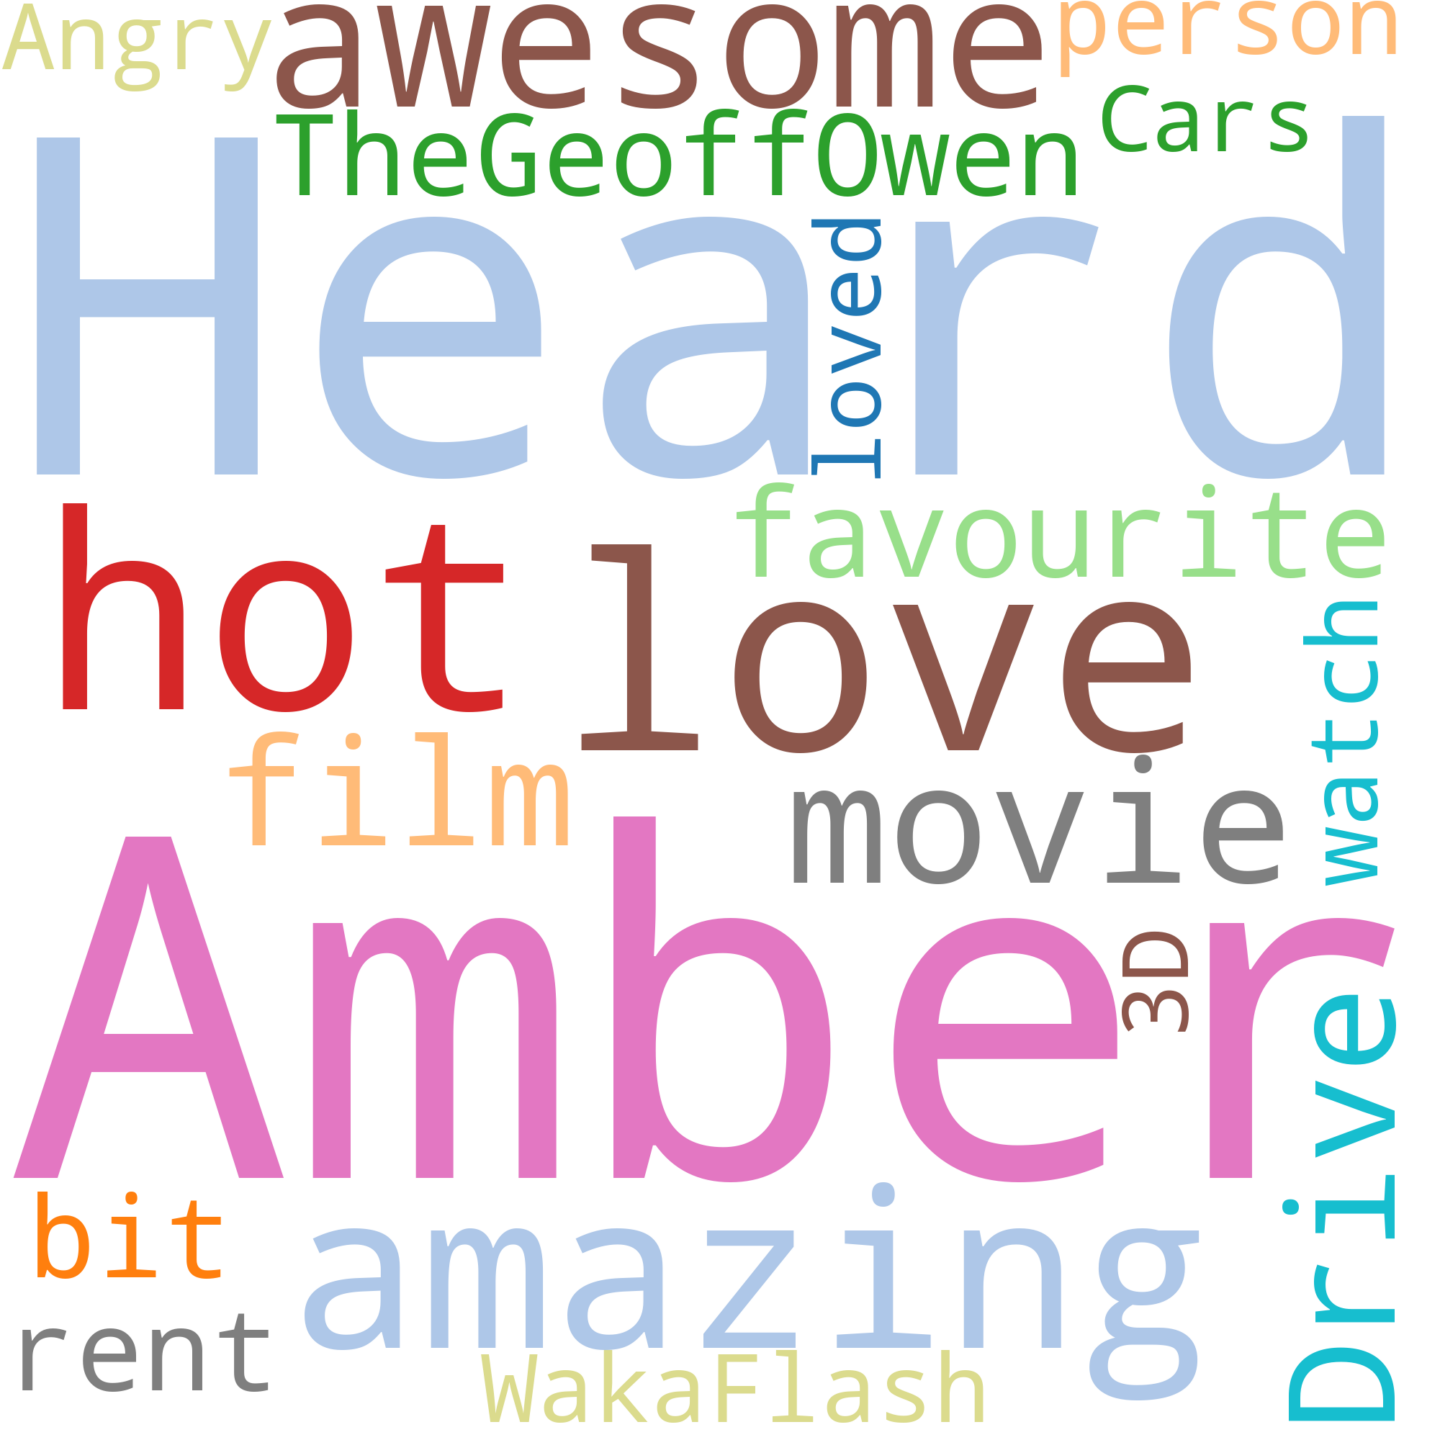 Angry
awesome
person
TheGeoffOwen
Cars
Heard
loved
hot
love
favourite
watch
film
movie
Amber
3D
Drive
bit
amazing
rent
WakaFlash